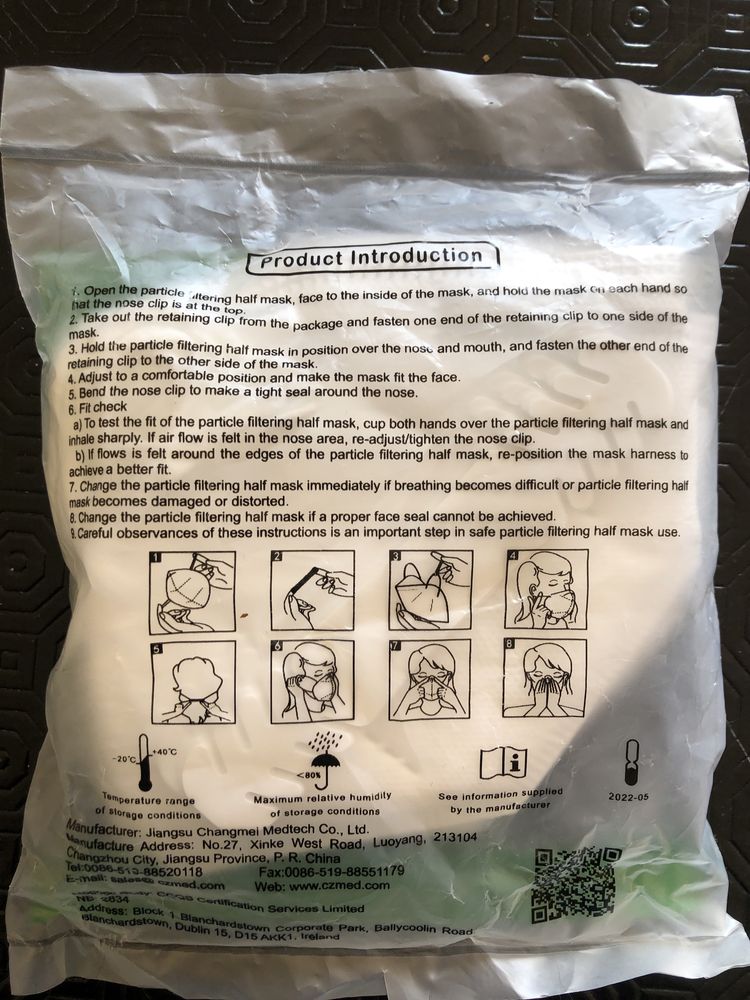 Product Introduction
1. Open the particle filtering half mask, face to the inside of the mask, and hold the mask on each hand so
that the nose clip is at the top.
2. Take out the retaining clip from the package and fasten one end of the retaining clip to one side of the
mask.
3. Hold the particle filtering half mask in position over the nose and mouth, and fasten the other end of the
retaining clip to the other side of the mask.
4. Adjust to a comfortable position and make the mask fit the face.
5. Bend the nose clip to make a tight seal around the nose.
6. Fit check
a) To test the fit of the particle filtering half mask, cup both hands over the particle filtering half mask and
inhale sharply. If air flow is felt in the nose area, re-adjust/tighten the nose clip.
b) If flows is felt around the edges of the particle filtering half mask, re-position the mask harness to
achieve a better fit.
7. Change the particle filtering half mask immediately if breathing becomes difficult or particle filtering half
mask becomes damaged or distorted.
8. Change the particle filtering half mask if a proper face seal cannot be achieved.
9. Careful observances of these instructions is an important step in safe particle filtering half mask use.
1 2 3 4
5 6 7 8
-20°C +40°C <80% i
Temperature range
of storage conditions
Maximum relative humidity
of storage conditions
See information supplied
by the manufacturer
2022-05
Manufacturer: Jiangsu Changmei Medtech Co., Ltd.
Manufacture Address: No.27, Xinke West Road, Luoyang, 213104
Changzhou City, Jiangsu Province, P. R. China
Tel:0086-519-88520118 Fax:0086-519-88551179
E-mail: czmed.com Web: www.czmed.com
CCQS Certification Services Limited
NB 2834
Address: Block 1 Blanchardstown Corporate Park, Ballycoolin Road
Blanchardstown, Dublin 15, D15 AKK1. Ireland